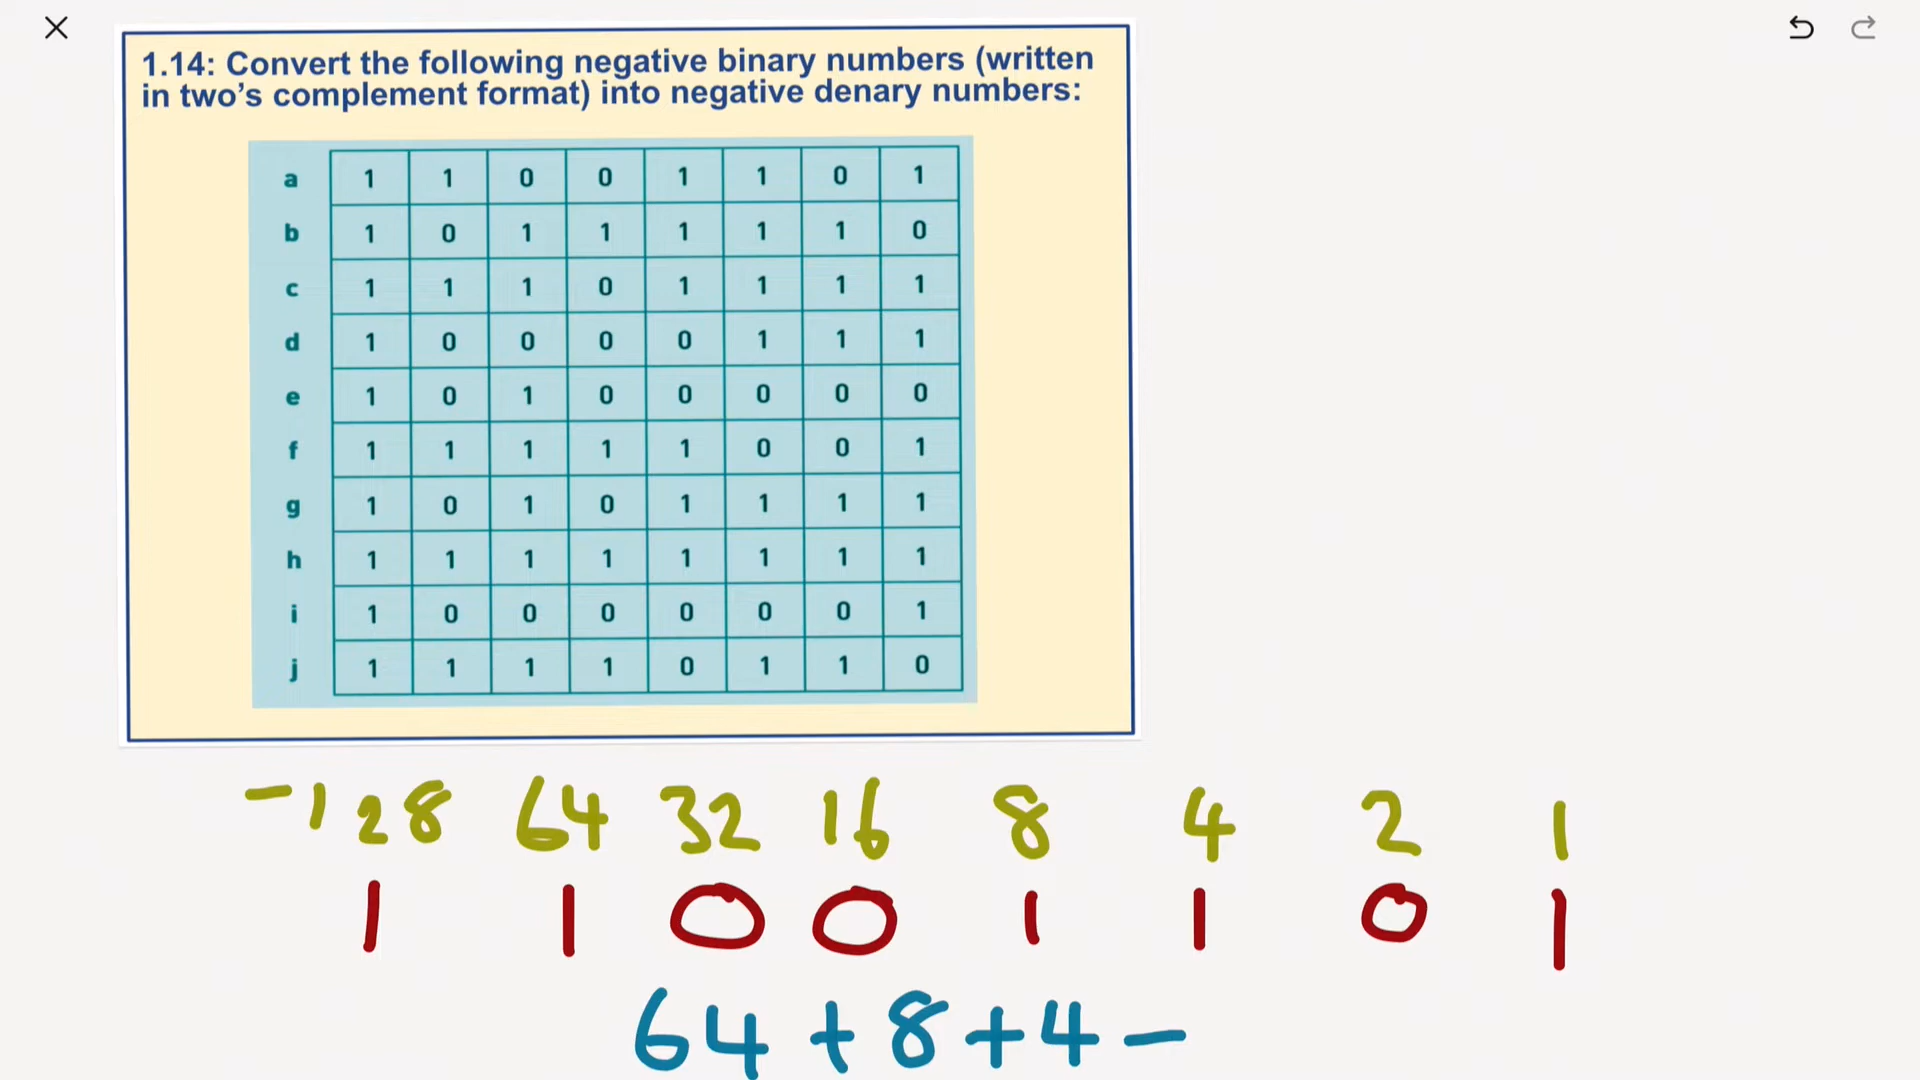 1.14: Convert the following negative binary numbers (written
in two’s complement format) into negative denary numbers:
a 1 1 0 0 1 1 0 1
b 1 0 1 1 1 1 1 0
c 1 1 1 0 1 1 1 1
d 1 0 0 0 0 1 1 1
e 1 0 1 0 0 0 0 0
f 1 1 1 1 1 0 0 1
g 1 0 1 0 1 1 1 1
h 1 1 1 1 1 1 1 1
i 1 0 0 0 0 0 0 1
j 1 1 1 1 0 1 1 0
-128 64 32 16 8 4 2 1
1 1 0 0 1 1 0 1
64 + 8 + 4 -